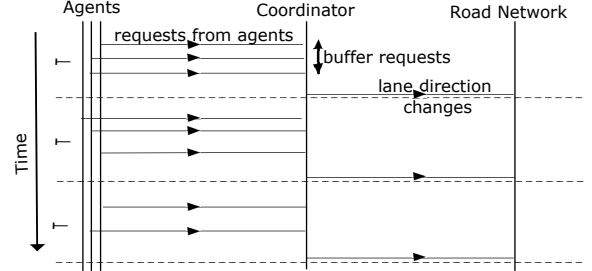 Agents
Coordinator
Road Network
requests from agents
buffer requests
lane direction
changes
Time
T
T
T